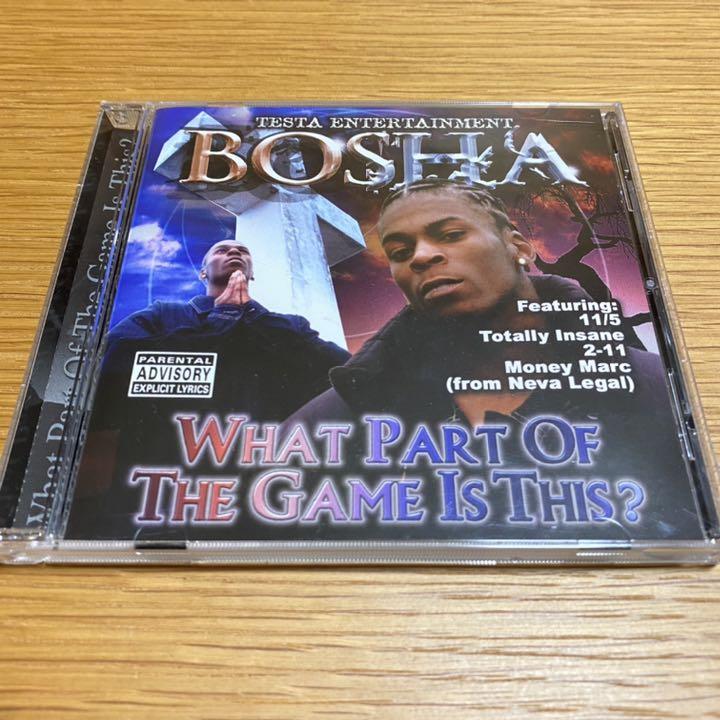 What Part Of The Game Is This?
TESTA ENTERTAINMENT
BOSHA
Featuring:
11/5
Totally Insane
2-11
Money Marc
(from Neva Legal)
PARENTAL
ADVISORY
EXPLICIT LYRICS
WHAT PART OF
THE GAME IS THIS?